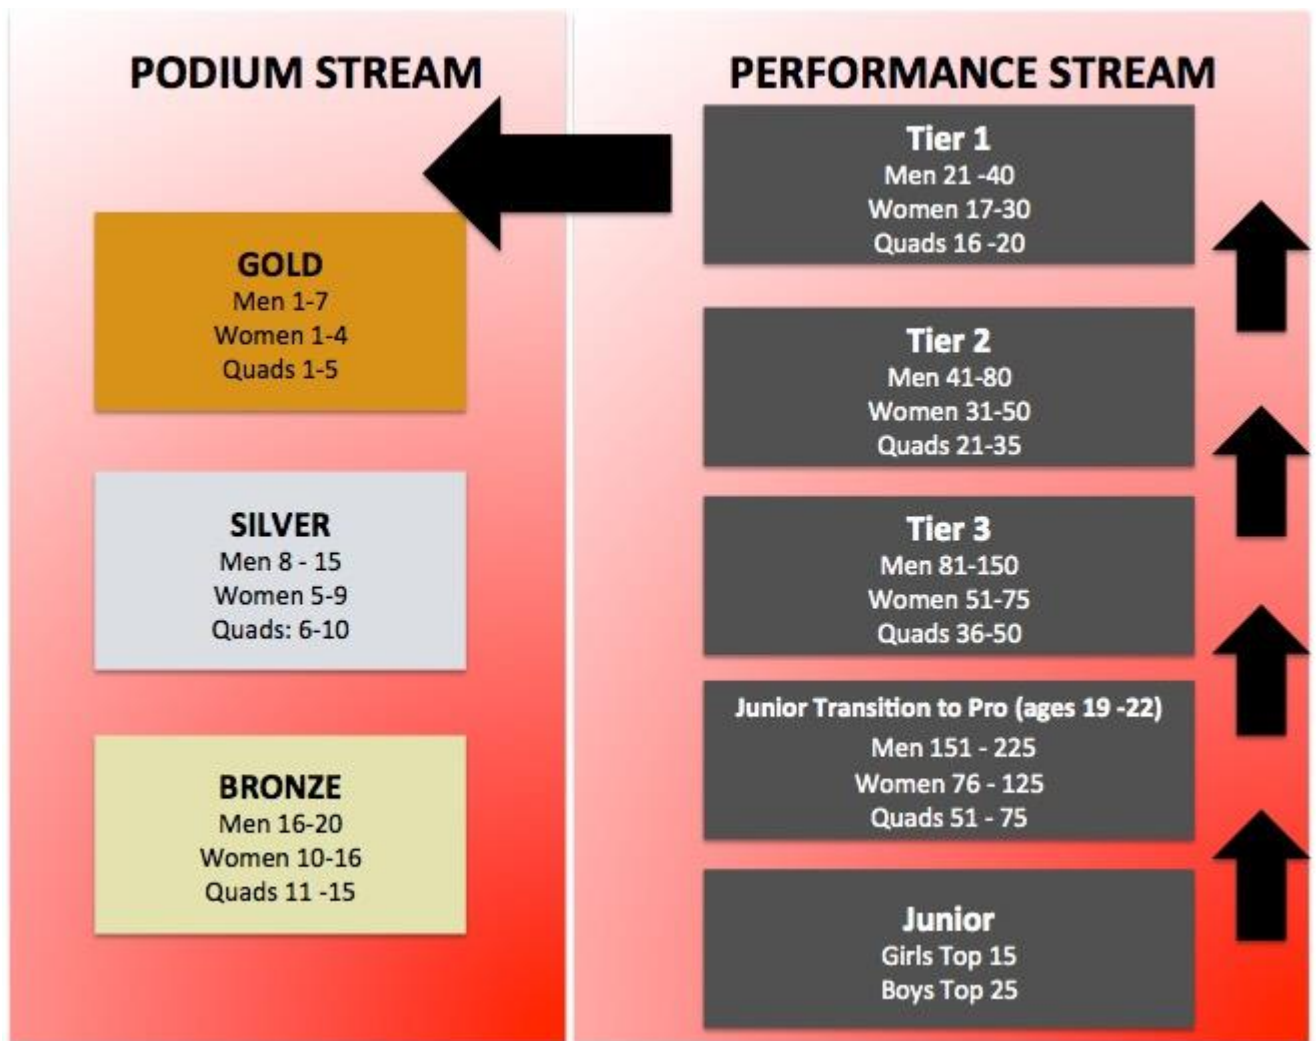 PODIUM STREAM
GOLD
Men 1-7
Women 1-4
Quads 1-5
SILVER
Men 8 - 15
Women 5-9
Quads: 6-10
BRONZE
Men 16-20
Women 10-16
Quads 11 -15
PERFORMANCE STREAM
Tier 1
Men 21 -40
Women 17-30
Quads 16 -20
Tier 2
Men 41-80
Women 31-50
Quads 21-35
Tier 3
Men 81-150
Women 51-75
Quads 36-50
Junior Transition to Pro (ages 19 -22)
Men 151 - 225
Women 76 - 125
Quads 51 - 75
Junior
Girls Top 15
Boys Top 25